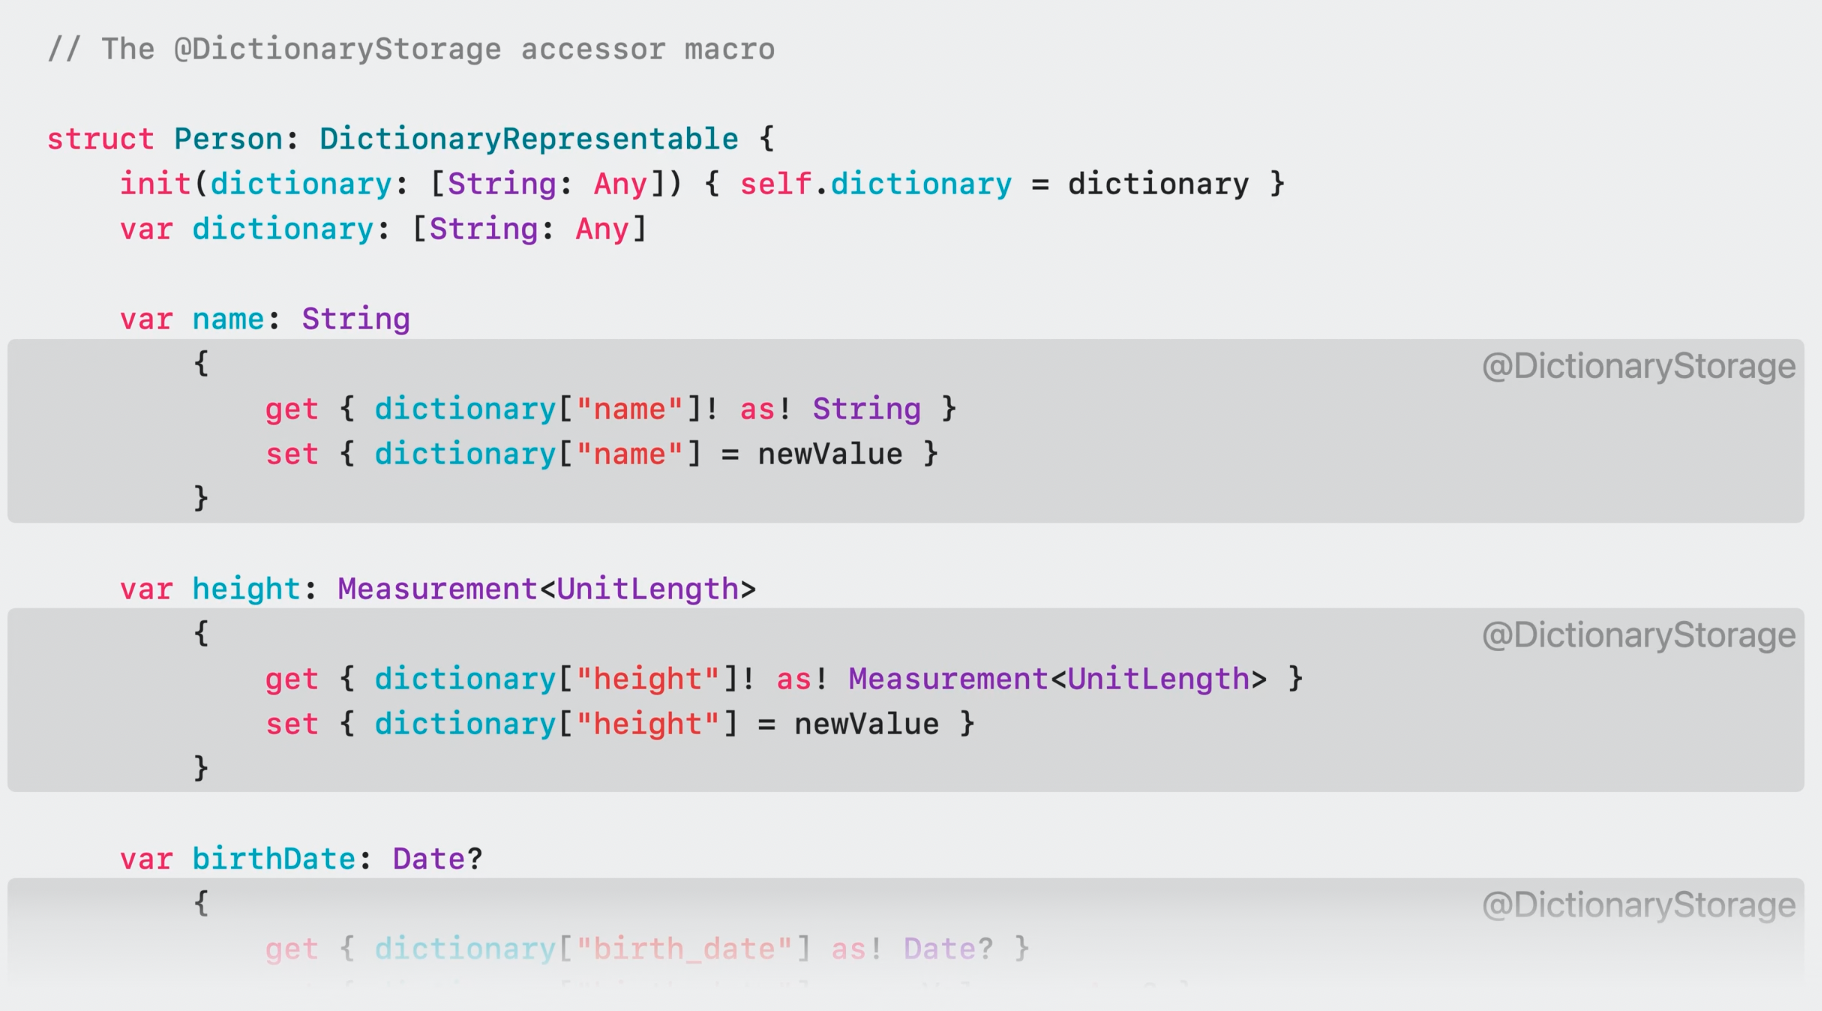 // The @DictionaryStorage accessor macro
struct Person: DictionaryRepresentable {
init(dictionary: [String: Any]) { self.dictionary = dictionary }
var dictionary: [String: Any]
var name: String
{ @DictionaryStorage
get { dictionary["name"]! as! String }
set { dictionary["name"] = newValue }
}
var height: Measurement<UnitLength>
{ @DictionaryStorage
get { dictionary["height"]! as! Measurement<UnitLength> }
set { dictionary["height"] = newValue }
}
var birthDate: Date?
{ @DictionaryStorage
get { dictionary["birth_date"] as! Date? }